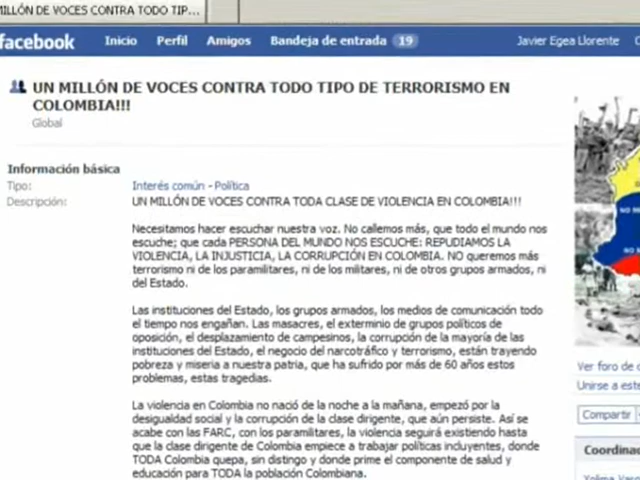 MILLÓN DE VOCES CONTRA TODO TIP...
facebook Inicio Perfil Amigos Bandeja de entrada 19 Javier Egea Llorente
UN MILLÓN DE VOCES CONTRA TODO TIPO DE TERRORISMO EN
COLOMBIA!!!
Global
Información básica
Tipo: Interés común - Política
Descripción: UN MILLÓN DE VOCES CONTRA TODA CLASE DE VIOLENCIA EN COLOMBIA!!!
Necesitamos hacer escuchar nuestra voz. No callemos más, que todo el mundo nos
escuche; que cada PERSONA DEL MUNDO NOS ESCUCHE: REPUDIAMOS LA
VIOLENCIA, LA INJUSTICIA, LA CORRUPCIÓN EN COLOMBIA. NO queremos más
terrorismo ni de los paramilitares, ni de los militares, ni de otros grupos armados, ni
del Estado.
Las instituciones del Estado, los grupos armados, los medios de comunicación todo
el tiempo nos engañan. Las masacres, el exterminio de grupos políticos de
oposición, el desplazamiento de campesinos, la corrupción de la mayoría de las
instituciones del Estado, el negocio del narcotráfico y terrorismo, están trayendo
pobreza y miseria a nuestra patria, que ha sufrido por más de 60 años estos
problemas, estas tragedias.
La violencia en Colombia no nació de la noche a la mañana, empezó por la
desigualdad social y la corrupción de la clase dirigente, que aún persiste. Así se
acabe con las FARC, con los paramilitares, la violencia seguirá existiendo hasta
que la clase dirigente de Colombia empiece a trabajar políticas incluyentes, donde
TODA Colombia quepa, sin distingo y donde prime el componente de salud y
educación para TODA la población Colombiana.
Ver foro de
Unirse a este
Compartir
Coordina